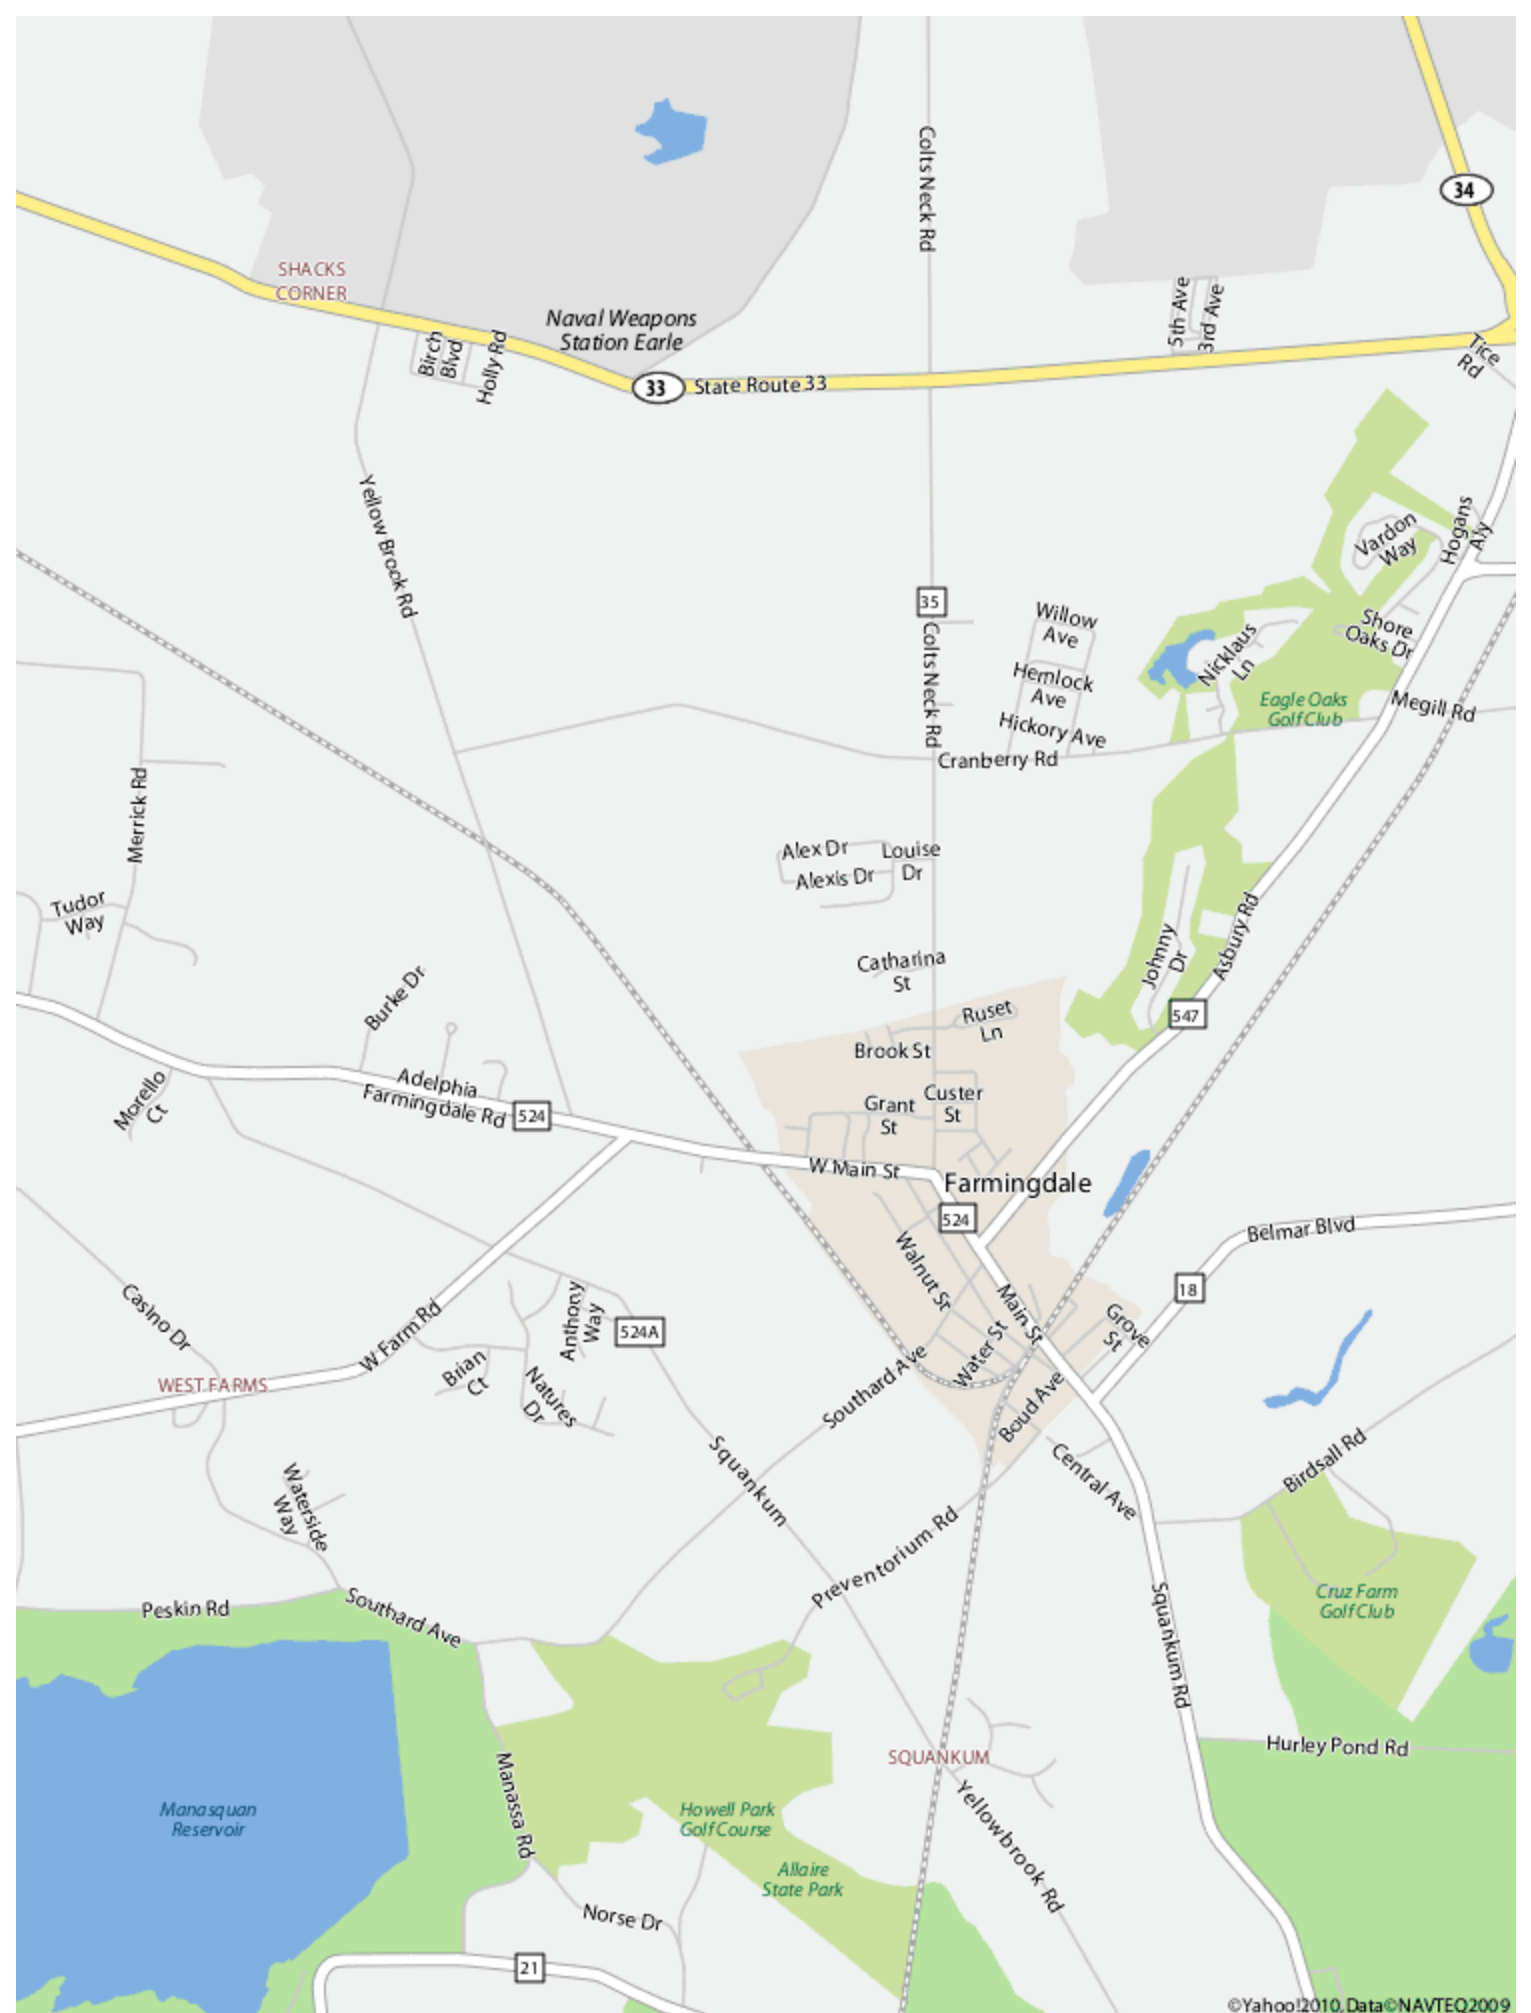 Colts Neck Rd
34
SHACKS
CORNER
Naval Weapons
Station Earle
5th Ave
3rd Ave
Birch
Blvd
Holly Rd
33
State Route 33
Tice
Rd
Yellow Brook Rd
Vardon
Way
Hogans
Aly
35
Colts Neck Rd
Willow
Ave
Hemlock
Ave
Hickory Ave
Cranberry Rd
Nicklaus
Ln
Shore
Oaks Dr
Eagle Oaks
Golf Club
Megill Rd
Merrick Rd
Alex Dr
Alexis Dr
Louise
Dr
Tudor
Way
Catharina
St
Johnny
Dr
Asbury Rd
Burke Dr
547
Ruset
Ln
Brook St
Morello
Ct
Adelphia
Farmingdale Rd
524
Grant
St
Custer
St
W Main St
Farmingdale
524
Walnut St
Belmar Blvd
18
Casino Dr
W Farm Rd
Anthony
Way
524A
Main St
Grove
St
Water St
WEST FARMS
Brian
Ct
Natures
Dr
Southard Ave
Boud Ave
Squankum
Central Ave
Birdsall Rd
Waterside
Way
Preventorium Rd
Peskin Rd
Southard Ave
Squankum Rd
Cruz Farm
Golf Club
Hurley Pond Rd
SQUANKUM
Manassa Rd
Manasquan
Reservoir
Howell Park
Golf Course
Yellowbrook Rd
Allaire
State Park
Norse Dr
21
©Yahoo!2010, Data©NAVTEQ2009